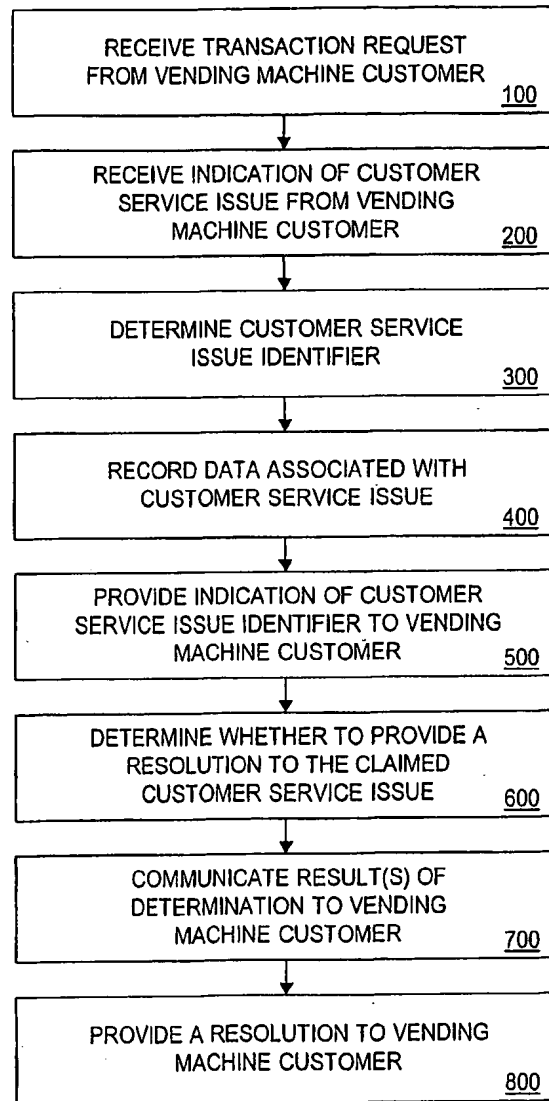 RECEIVE TRANSACTION REQUEST
FROM VENDING MACHINE CUSTOMER
100
RECEIVE INDICATION OF CUSTOMER
SERVICE ISSUE FROM VENDING
MACHINE CUSTOMER
200
DETERMINE CUSTOMER SERVICE
ISSUE IDENTIFIER
300
RECORD DATA ASSOCIATED WITH
CUSTOMER SERVICE ISSUE
400
PROVIDE INDICATION OF CUSTOMER
SERVICE ISSUE IDENTIFIER TO VENDING
MACHINE CUSTOMER
500
DETERMINE WHETHER TO PROVIDE A
RESOLUTION TO THE CLAIMED
CUSTOMER SERVICE ISSUE
600
COMMUNICATE RESULT(S) OF
DETERMINATION TO VENDING
MACHINE CUSTOMER
700
PROVIDE A RESOLUTION TO VENDING
MACHINE CUSTOMER
800